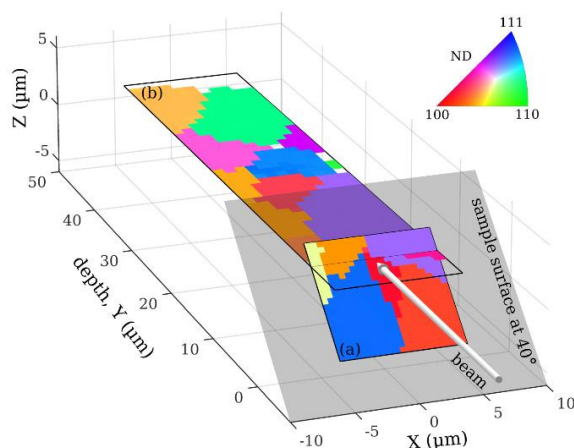 111
ND
100
110
5
0
-5
Z (μm)
(b)
50
40
30
20
10
0
depth, Y (μm)
sample surface at 40°
(a)
beam
-10
-5
0
5
10
X (μm)